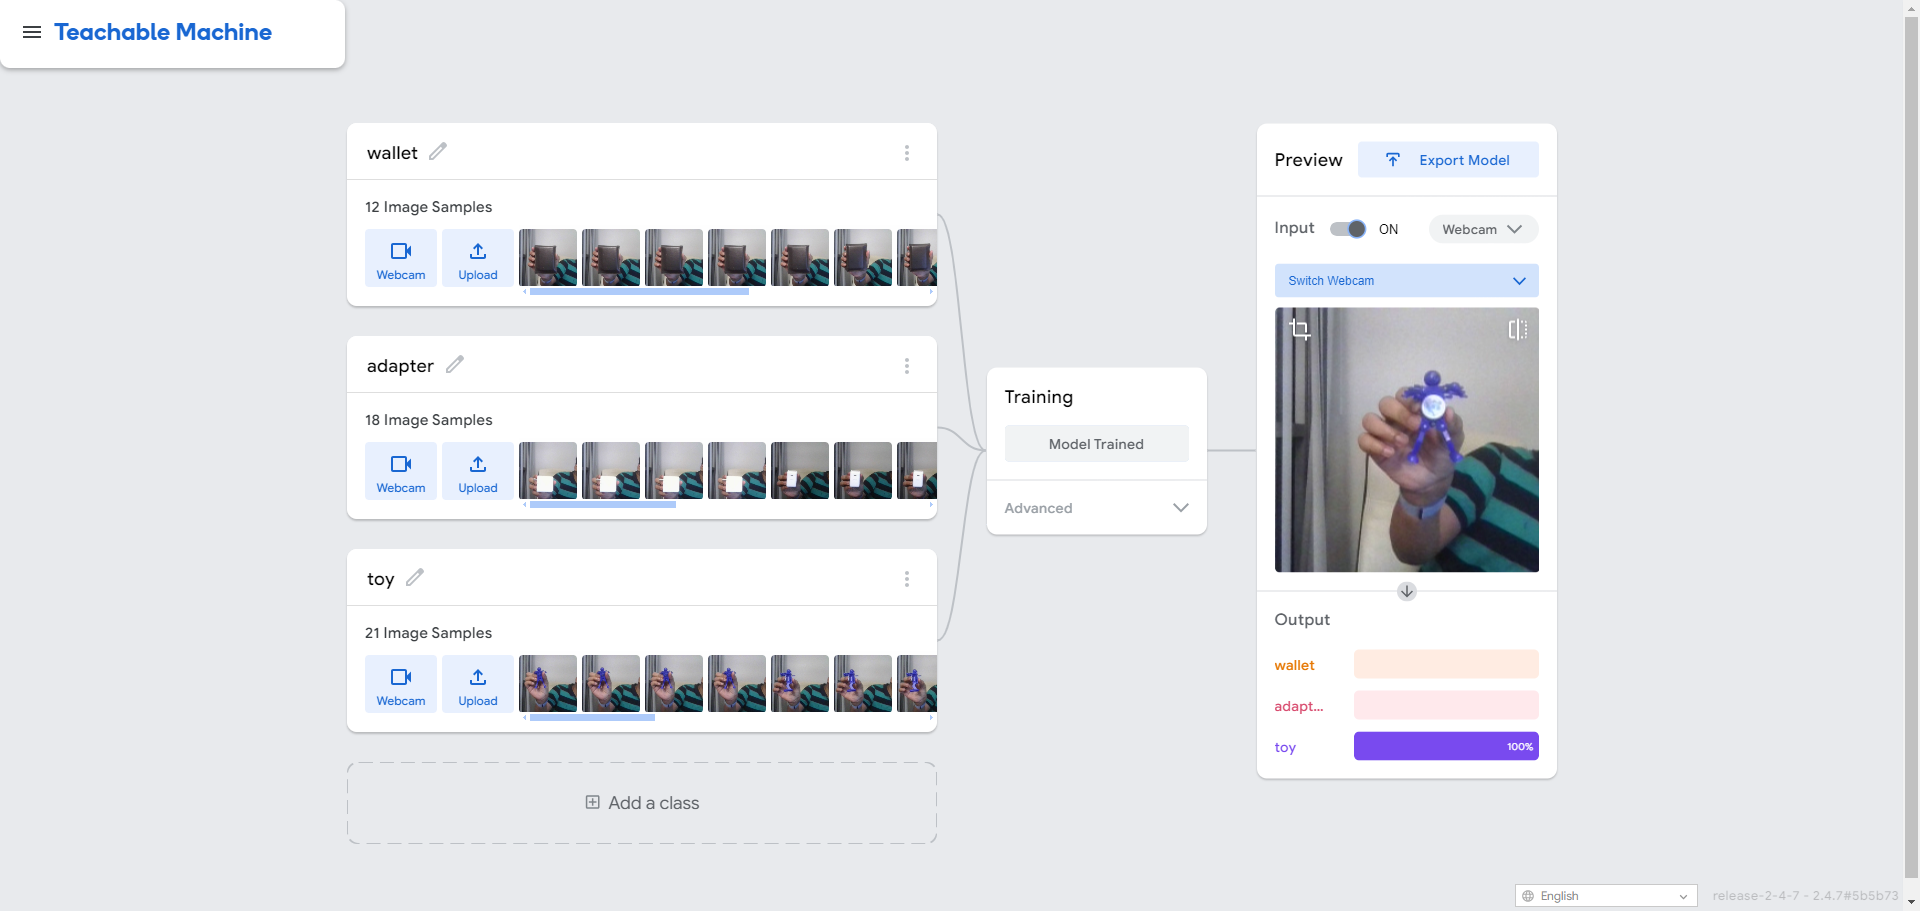 Teachable Machine
wallet
12 Image Samples
Webcam
Upload
adapter
18 Image Samples
Webcam
Upload
toy
21 Image Samples
Webcam
Upload
Add a class
Training
Model Trained
Advanced
Preview
Export Model
Input
ON
Webcam
Switch Webcam
Output
wallet
adapt...
toy
100%
English
release-2-4-7 - 2.4.7#5b5b73